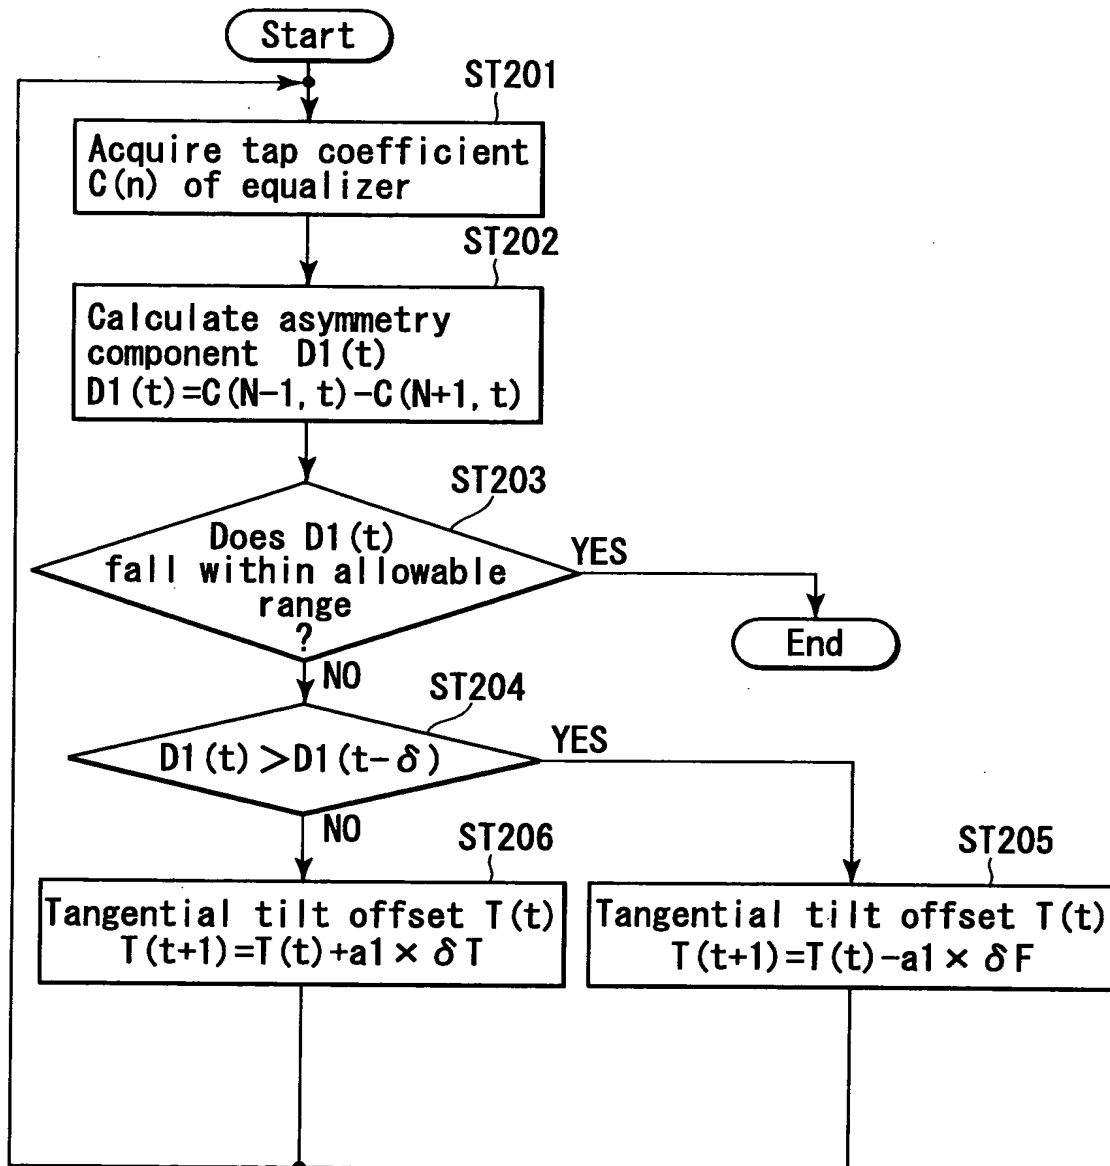 Start
ST201
Acquire tap coefficient
C(n) of equalizer
ST202
Calculate asymmetry
component D1(t)
D1(t)=C(N-1,t)-C(N+1,t)
ST203
Does D1(t)
fall within allowable
range
?
YES
End
NO
ST204
D1(t)>D1(t-δ)
YES
NO
ST206
Tangential tilt offset T(t)
T(t+1)=T(t)+a1×δT
ST205
Tangential tilt offset T(t)
T(t+1)=T(t)-a1×δF